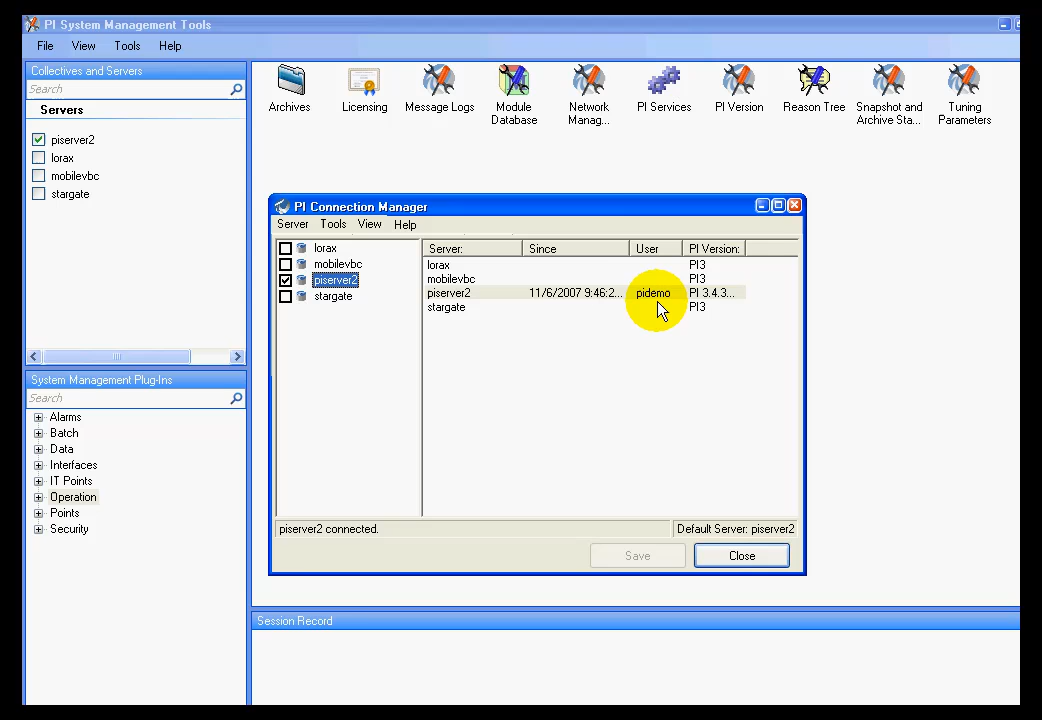 PI System Management Tools
File View Tools Help
Collectives and Servers
Search
Servers
piserver2
lorax
mobilevbc
stargate
Archives
Licensing
Message Logs
Module
Database
Network
Manag...
PI Services
PI Version
Reason Tree
Snapshot and
Archive Sta...
Tuning
Parameters
PI Connection Manager
Server Tools View Help
lorax
mobilevbc
piserver2
stargate
Server: Since User PI Version:
lorax PI3
mobilevbc PI3
piserver2 11/6/2007 9:46:2... pidemo PI 3.4.3...
stargate PI3
piserver2 connected. Default Server: piserver2
Save Close
System Management Plug-Ins
Search
Alarms
Batch
Data
Interfaces
IT Points
Operation
Points
Security
Session Record